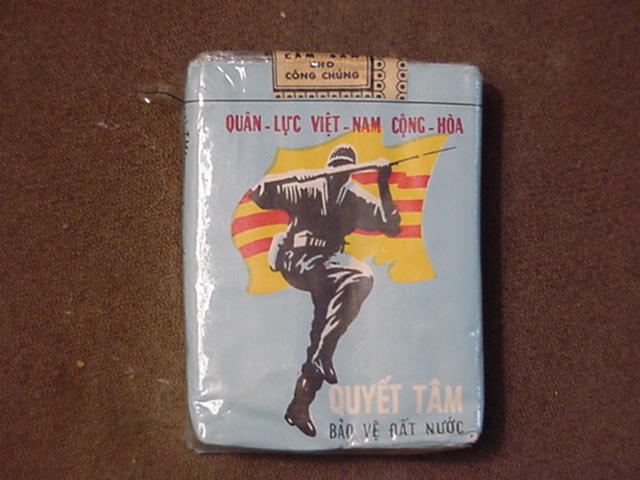 CẤM BÁN
CHO
CÔNG CHÚNG
QUÂN-LỰC VIỆT-NAM CỘNG-HÒA
QUYẾT TÂM
BẢO VỆ ĐẤT NƯỚC